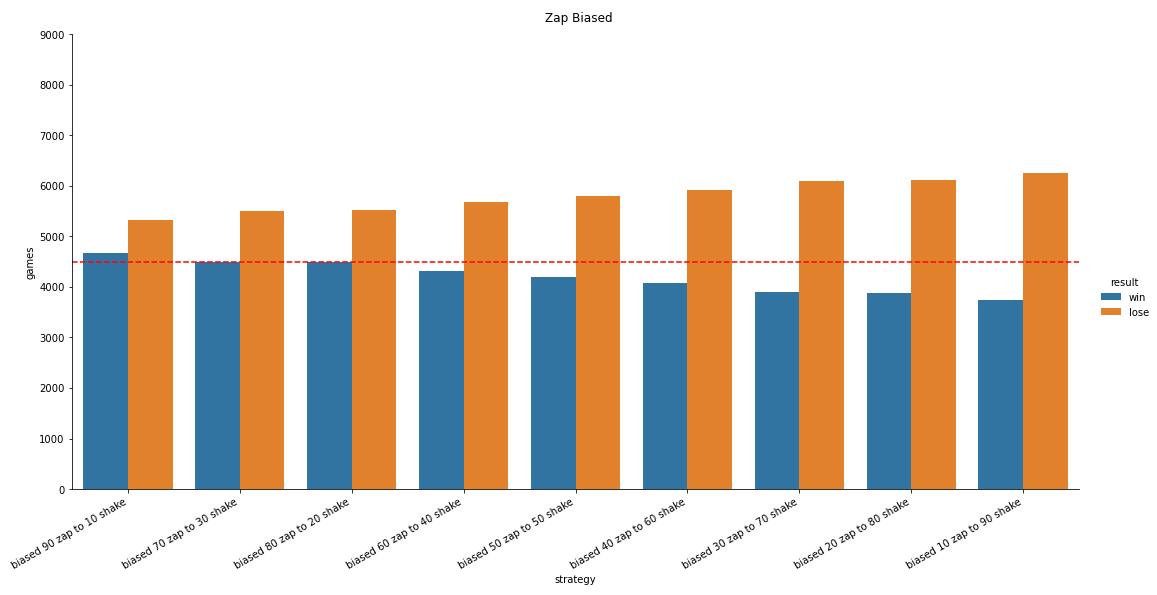 Zap Biased
9000
8000
7000
6000
5000
4000
3000
2000
1000
0
games
biased 90 zap to 10 shake
biased 70 zap to 30 shake
biased 80 zap to 20 shake
biased 60 zap to 40 shake
biased 50 zap to 50 shake
biased 40 zap to 60 shake
biased 30 zap to 70 shake
biased 20 zap to 80 shake
biased 10 zap to 90 shake
strategy
result
win
lose